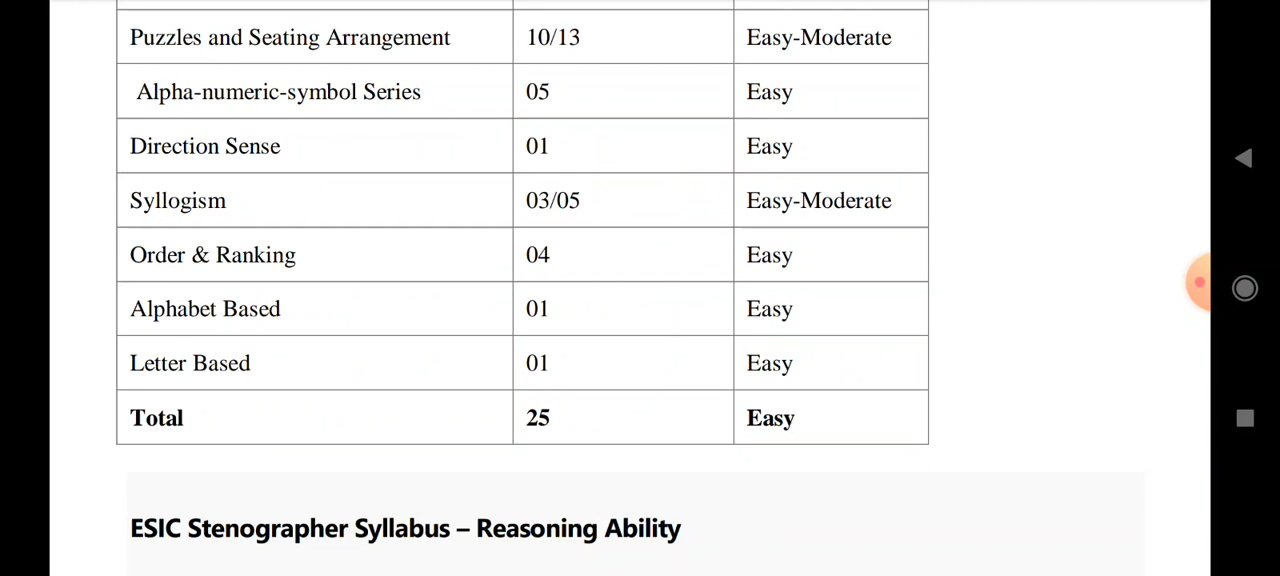 Puzzles and Seating Arrangement 10/13 Easy-Moderate
Alpha-numeric-symbol Series 05 Easy
Direction Sense 01 Easy
Syllogism 03/05 Easy-Moderate
Order & Ranking 04 Easy
Alphabet Based 01 Easy
Letter Based 01 Easy
Total 25 Easy
ESIC Stenographer Syllabus – Reasoning Ability